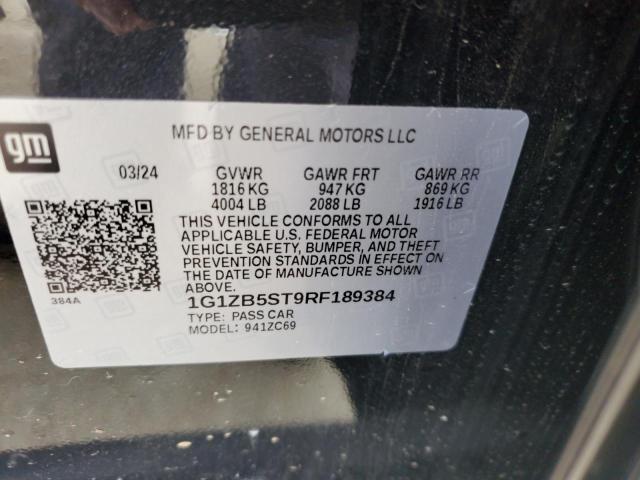 gm
MFD BY GENERAL MOTORS LLC
03/24 GVWR GAWR FRT GAWR RR
1816 KG 947 KG 869 KG
4004 LB 2088 LB 1916 LB
THIS VEHICLE CONFORMS TO ALL
APPLICABLE U.S. FEDERAL MOTOR
VEHICLE SAFETY, BUMPER, AND THEFT
PREVENTION STANDARDS IN EFFECT ON
THE DATE OF MANUFACTURE SHOWN
ABOVE.
384A
1G1ZB5ST9RF189384
TYPE: PASS CAR
MODEL: 941ZC69